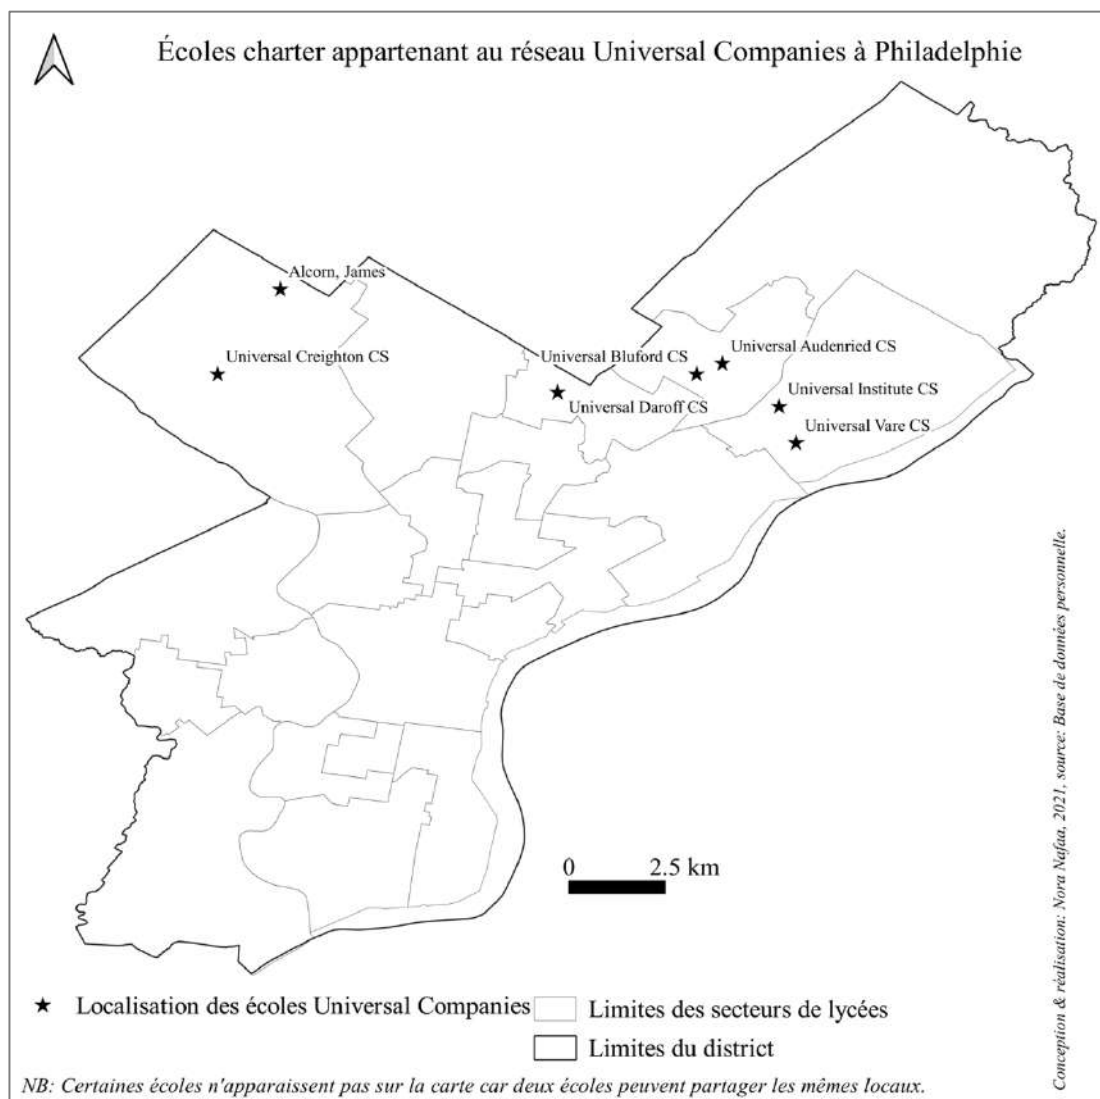 Écoles charter appartenant au réseau Universal Companies à Philadelphie
Alcorn, James
Universal Creighton CS
Universal Bluford CS
Universal Audenried CS
Universal Daroff CS
Universal Institute CS
Universal Vare CS
0 2.5 km
Conception & réalisation: Nora Nafaa, 2021, source: Base de données personnelle.
Localisation des écoles Universal Companies
Limites des secteurs de lycées
Limites du district
NB: Certaines écoles n'apparaissent pas sur la carte car deux écoles peuvent partager les mêmes locaux.